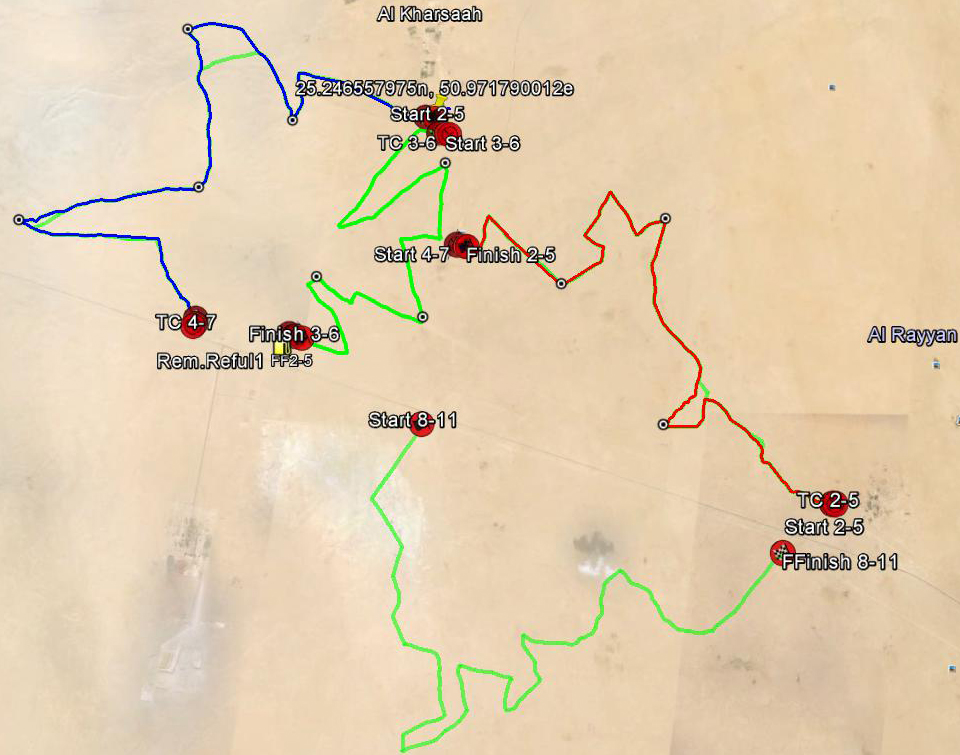 Al Kharsaah
25.246557975n, 50.971790012e
Start 2-5
TC 3-6 Start 3-6
Start 4-7 Finish 2-5
TC 4-7
Finish 3-6
Al Rayyan
Rem.Reful1 FF2-5
Start 8-11
TC 2-5
Start 2-5
FFinish 8-11